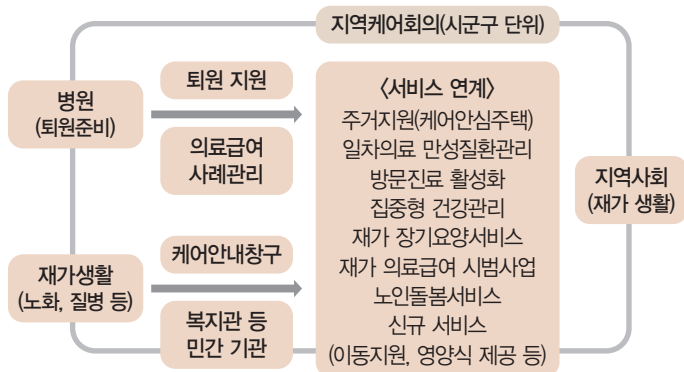 지역케어회의(시군구 단위)
병원
(퇴원준비)
퇴원 지원
의료급여
사례관리
재가생활
(노화, 질병 등)
케어안내창구
복지관 등
민간 기관
〈서비스 연계〉
주거지원(케어안심주택)
일차의료 만성질환관리
방문진료 활성화
집중형 건강관리
재가 장기요양서비스
재가 의료급여 시범사업
노인돌봄서비스
신규 서비스
(이동지원, 영양식 제공 등)
지역사회
(재가 생활)